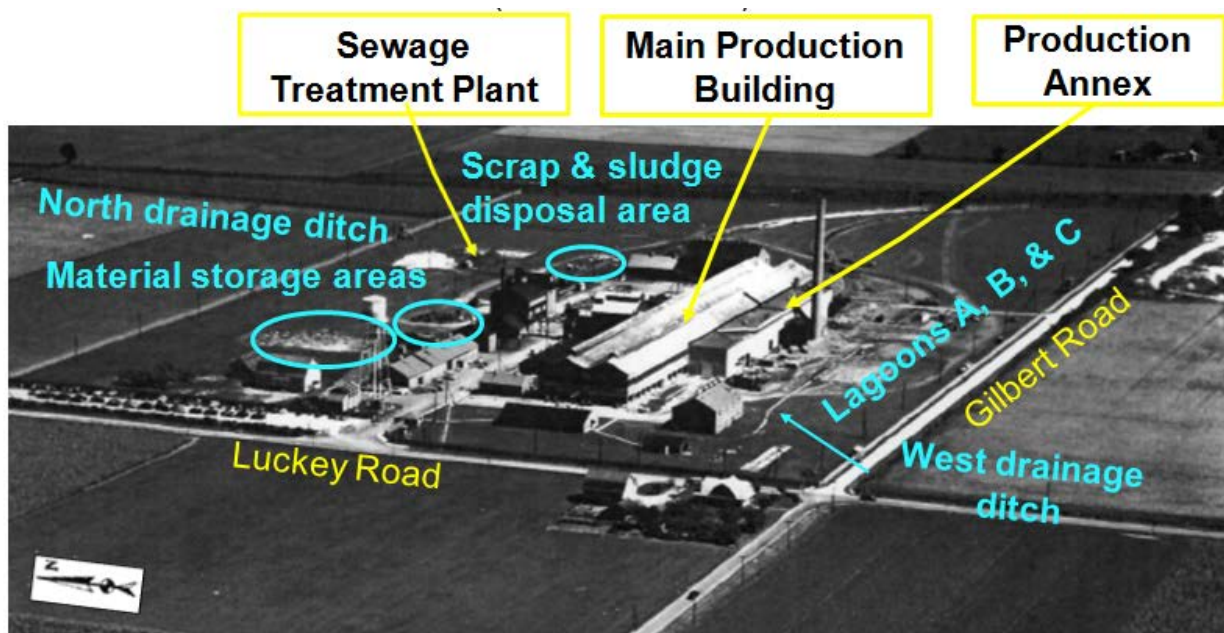 Sewage
Treatment Plant
Main Production
Building
Production
Annex
Scrap & sludge
disposal area
North drainage ditch
Material storage areas
Lagoons A, B, & C
Gilbert Road
Luckey Road
West drainage
ditch
N